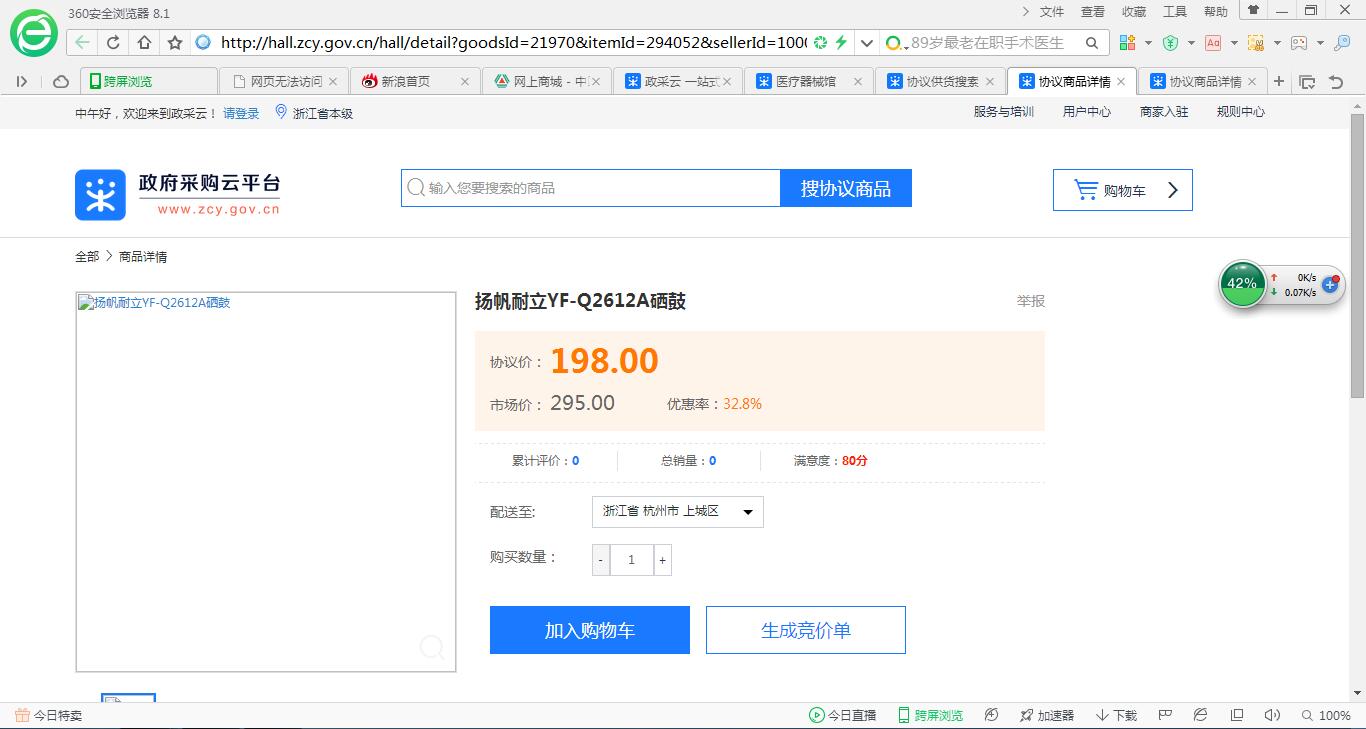 360安全浏览器 8.1
文件 查看 收藏 工具 帮助
http://hall.zcy.gov.cn/hall/detail?goodsId=21970&itemId=294052&sellerId=100
89岁最老在职手术医生
跨屏浏览 网页无法访问 新浪首页 网上商城 - 中 政采云 一站式 医疗器械馆 协议供货搜索 协议商品详情 协议商品详情
中午好，欢迎来到政采云！ 请登录 浙江省本级 服务与培训 用户中心 商家入驻 规则中心
政府采购云平台
www.zcy.gov.cn
输入您要搜索的商品 搜协议商品
购物车
全部 > 商品详情
42% 0K/s
0.07K/s
扬帆耐立YF-Q2612A硒鼓
扬帆耐立YF-Q2612A硒鼓 举报
协议价： 198.00
市场价： 295.00 优惠率：32.8%
累计评价：0 总销量：0 满意度：80分
配送至: 浙江省 杭州市 上城区
购买数量： - 1 +
加入购物车 生成竞价单
今日特卖 今日直播 跨屏浏览 加速器 下载 100%